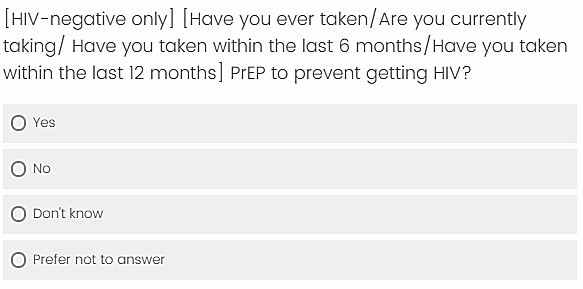 [HIV-negative only] [Have you ever taken/Are you currently
taking/ Have you taken within the last 6 months/Have you taken
within the last 12 months] PrEP to prevent getting HIV?
Yes
No
Don't know
Prefer not to answer